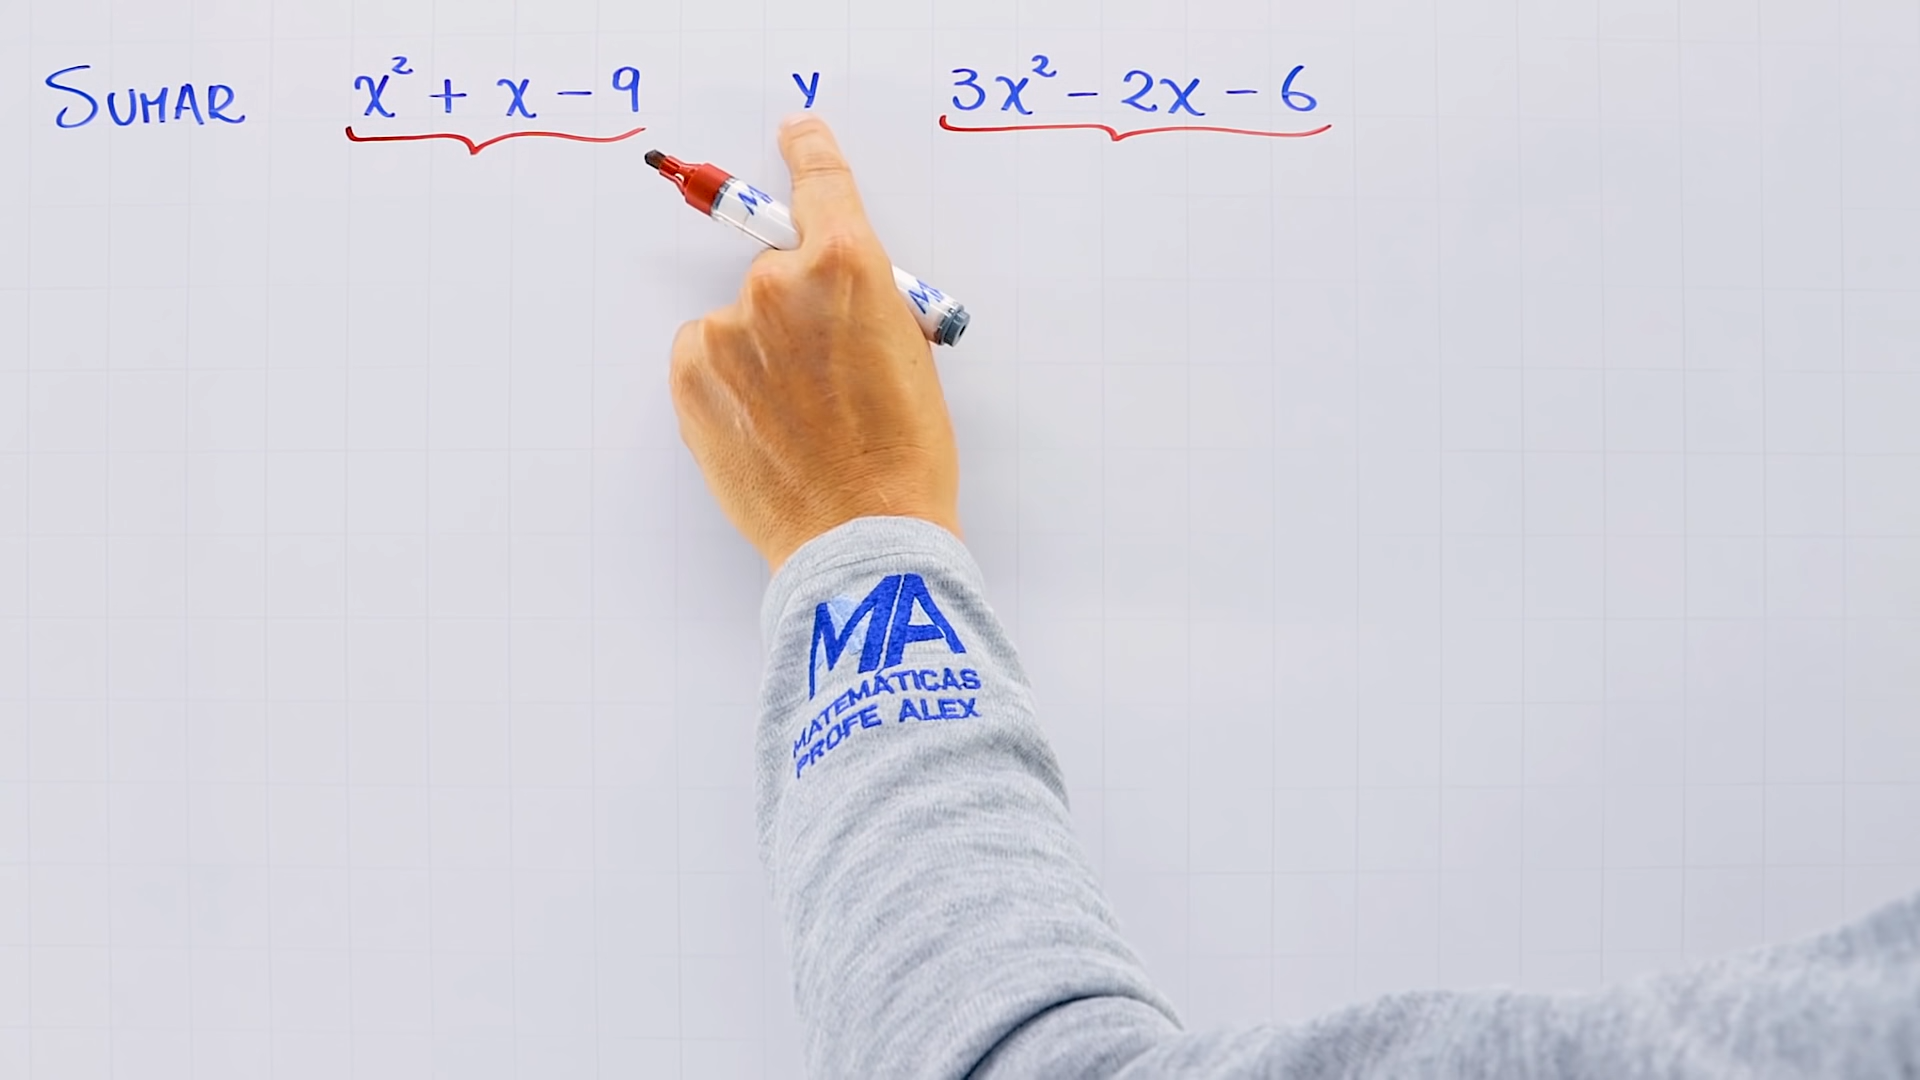 SUMAR x² + x - 9 y 3x² - 2x - 6
MA
MATEMÁTICAS
PROFE ALEX